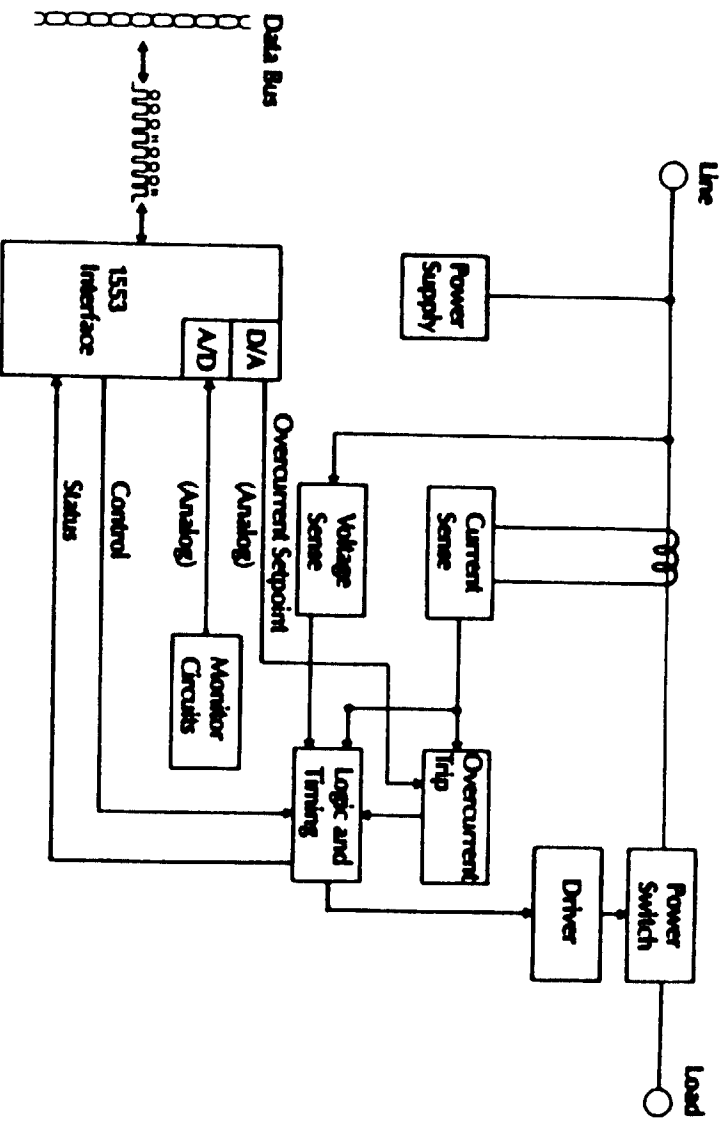 Line
Load
Power
Supply
Power
Switch
Current
Sense
Overcurrent
Trip
Driver
Voltage
Sense
Logic and
Timing
Data Bus
1553
Interface
D/A
A/D
Overcurrent Setpoint
(Analog)
(Analog)
Monitor
Circuits
Control
Status